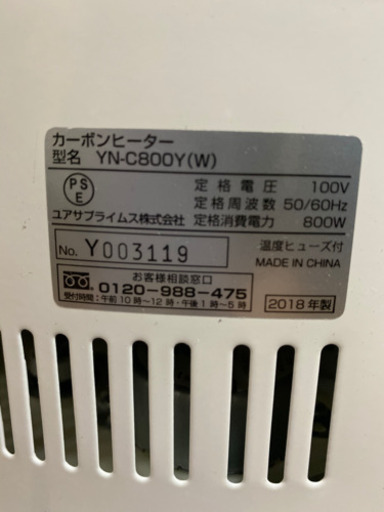 カーボンヒーター
型名 YN-C800Y(W)
PS
E
定格電圧 100V
定格周波数 50/60Hz
ユアサプライムス株式会社 定格消費電力 800W
No. Y003119
温度ヒューズ付
MADE IN CHINA
お客様相談窓口
0120-988-475
受付時間:午前10時〜12時・午後1時〜5時
2018年製